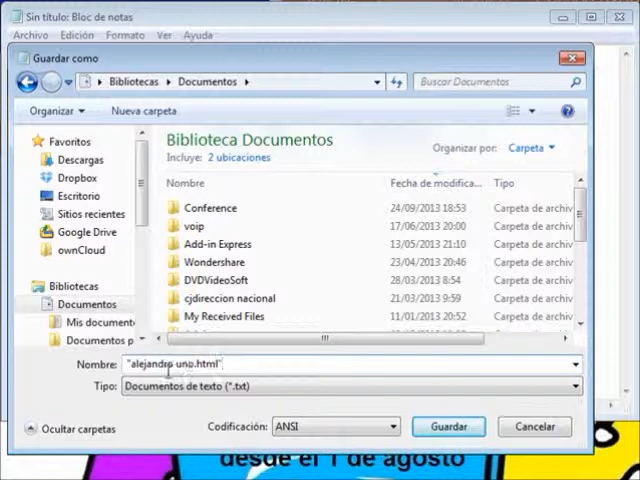 Sin título: Bloc de notas
Archivo Edición Formato Ver Ayuda
Guardar como
Bibliotecas Documentos
Buscar Documentos
Organizar Nueva carpeta
Favoritos
Descargas
Dropbox
Escritorio
Sitios recientes
Google Drive
ownCloud
Bibliotecas
Documentos
Mis document
Documentos p
Biblioteca Documentos
Incluye: 2 ubicaciones
Organizar por: Carpeta
Nombre Fecha de modifica... Tipo
Conference 24/09/2013 18:53 Carpeta de archiv
voip 17/06/2013 20:00 Carpeta de archiv
Add-in Express 13/05/2013 21:10 Carpeta de archiv
Wondershare 23/04/2013 20:46 Carpeta de archiv
DVDVideoSoft 28/03/2013 8:54 Carpeta de archiv
cjdireccion nacional 21/03/2013 9:59 Carpeta de archiv
My Received Files 11/01/2013 20:52 Carpeta de archiv
Nombre: "alejandro uno.html"
Tipo: Documentos de texto (*.txt)
Ocultar carpetas
Codificación: ANSI
Guardar
Cancelar
desde el 1 de agosto